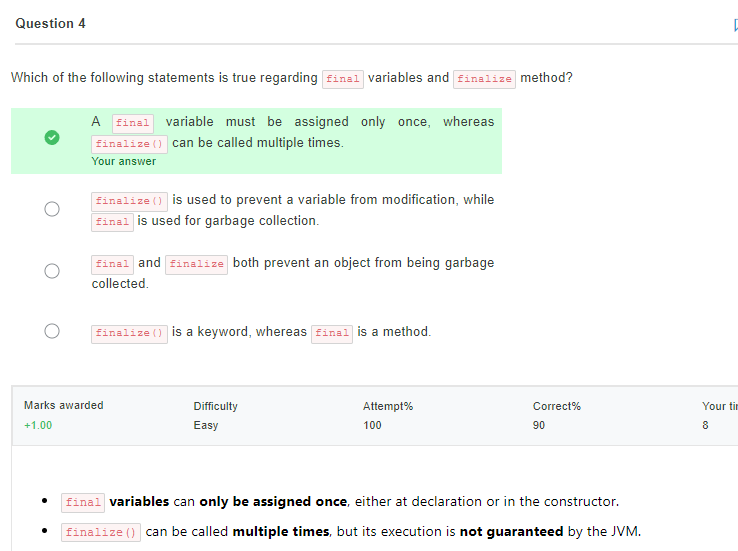 Question 4
Which of the following statements is true regarding final variables and finalize method?
A final variable must be assigned only once, whereas
finalize() can be called multiple times.
Your answer
finalize() is used to prevent a variable from modification, while
final is used for garbage collection.
final and finalize both prevent an object from being garbage
collected.
finalize() is a keyword, whereas final is a method.
Marks awarded Difficulty Attempt% Correct% Your
+1.00 Easy 100 90 8
• final variables can only be assigned once, either at declaration or in the constructor.
• finalize() can be called multiple times, but its execution is not guaranteed by the JVM.